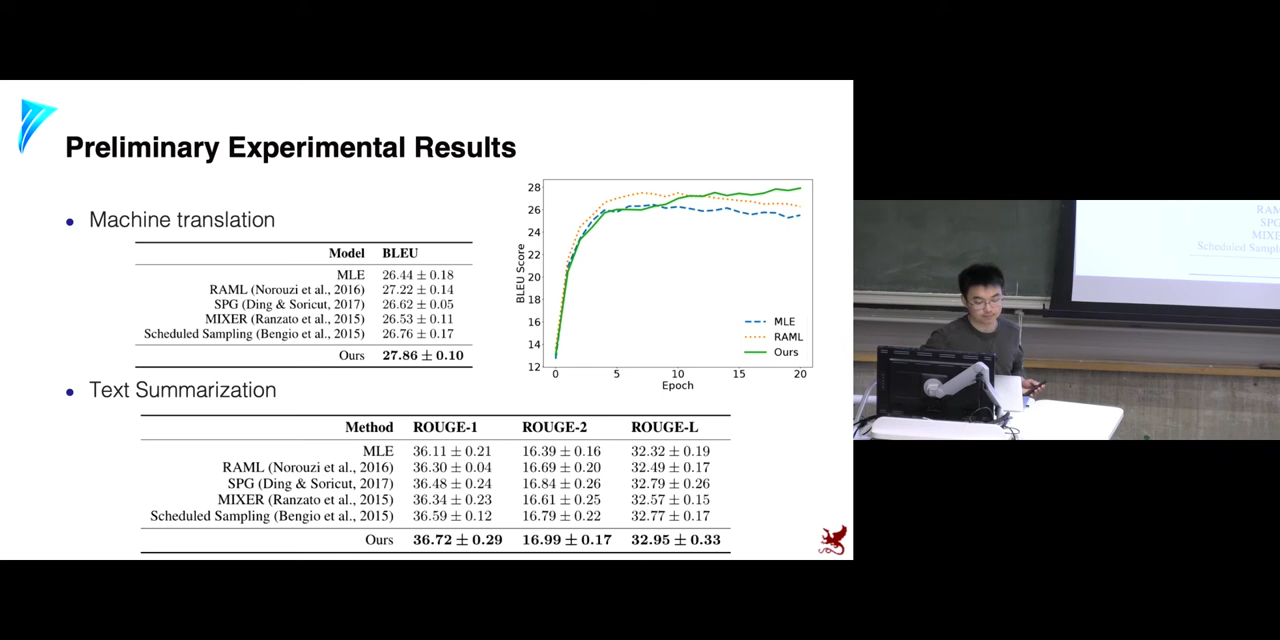 Preliminary Experimental Results
• Machine translation
Model BLEU
MLE 26.44 ± 0.18
RAML (Norouzi et al., 2016) 27.22 ± 0.14
SPG (Ding & Soricut, 2017) 26.62 ± 0.05
MIXER (Ranzato et al., 2015) 26.53 ± 0.11
Scheduled Sampling (Bengio et al., 2015) 26.76 ± 0.17
Ours 27.86 ± 0.10
28
26
24
22
20
18
16
14
12
BLEU Score
0 5 10 15 20
Epoch
MLE
RAML
Ours
• Text Summarization
Method ROUGE-1 ROUGE-2 ROUGE-L
MLE 36.11 ± 0.21 16.39 ± 0.16 32.32 ± 0.19
RAML (Norouzi et al., 2016) 36.30 ± 0.04 16.69 ± 0.20 32.49 ± 0.17
SPG (Ding & Soricut, 2017) 36.48 ± 0.24 16.84 ± 0.26 32.79 ± 0.26
MIXER (Ranzato et al., 2015) 36.34 ± 0.23 16.61 ± 0.25 32.57 ± 0.15
Scheduled Sampling (Bengio et al., 2015) 36.59 ± 0.12 16.79 ± 0.22 32.77 ± 0.17
Ours 36.72 ± 0.29 16.99 ± 0.17 32.95 ± 0.33
RAM
SPG
MIXE
Scheduled Samp